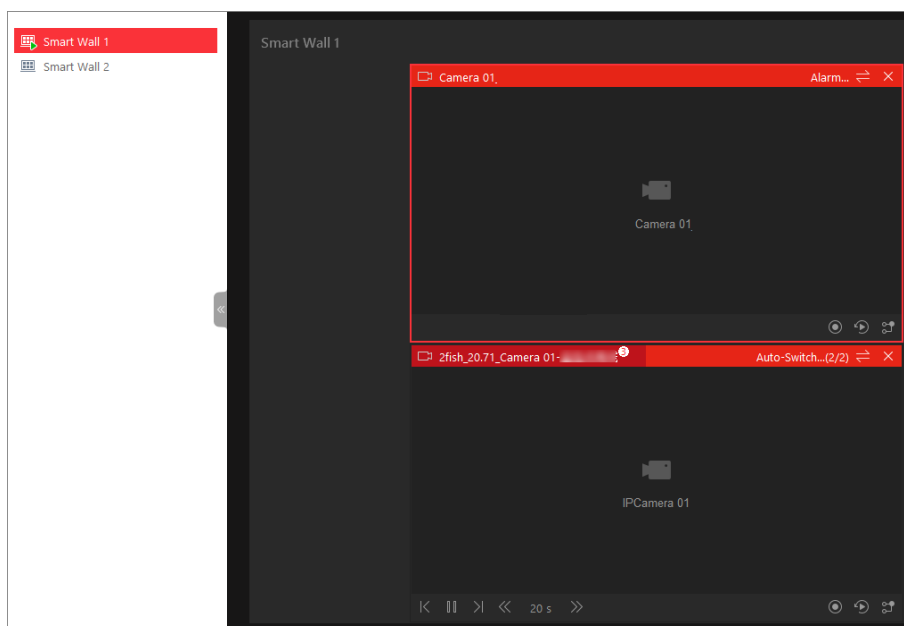 Smart Wall 1
Smart Wall 2
Smart Wall 1
Camera 01
Alarm...
Camera 01
2fish_20.71_Camera 01-
3
Auto-Switch...(2/2)
IPCamera 01
20 s